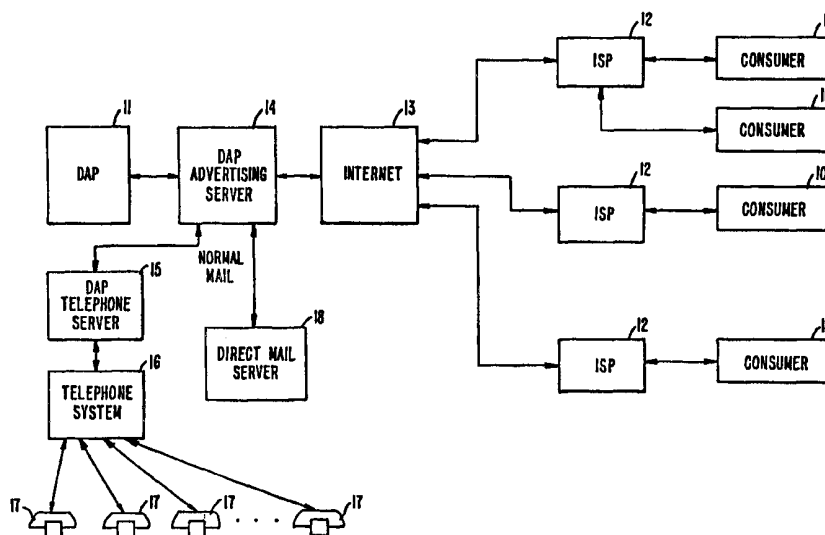 12
ISP
CONSUMER
CONSUMER
11
DAP
14
DAP
ADVERTISING
SERVER
13
INTERNET
12
ISP
10
CONSUMER
NORMAL
MAIL
15
DAP
TELEPHONE
SERVER
18
DIRECT MAIL
SERVER
12
ISP
CONSUMER
16
TELEPHONE
SYSTEM
17
17
17
17